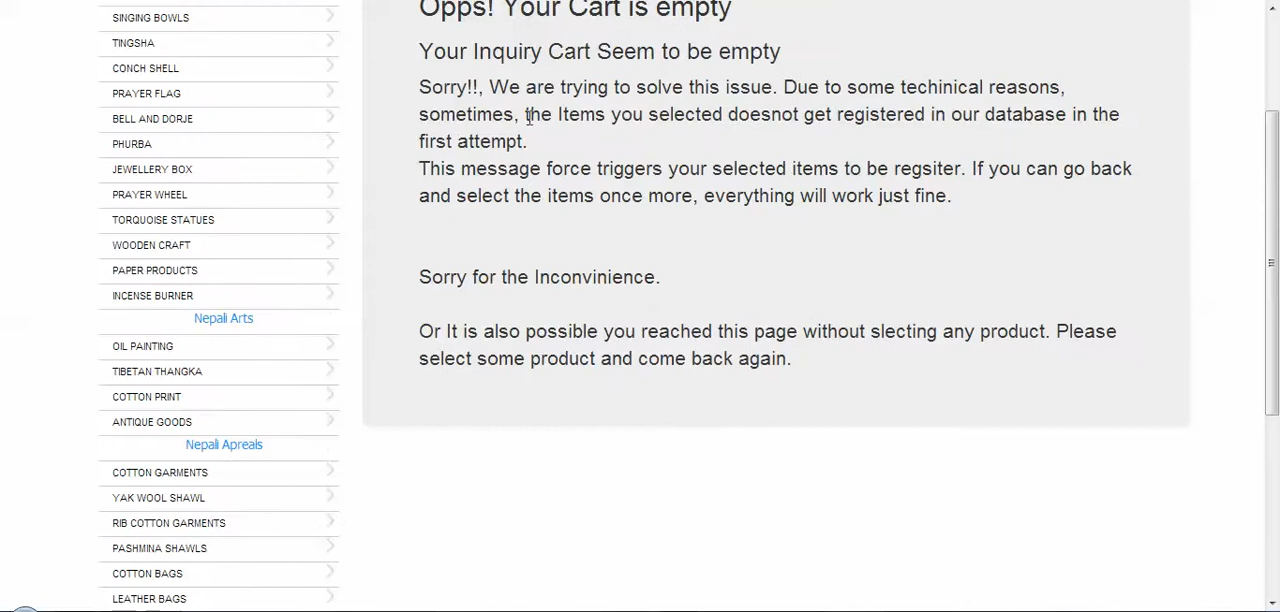 SINGING BOWLS
TINGSHA
CONCH SHELL
PRAYER FLAG
BELL AND DORJE
PHURBA
JEWELLERY BOX
PRAYER WHEEL
TORQUOISE STATUES
WOODEN CRAFT
PAPER PRODUCTS
INCENSE BURNER
Nepali Arts
OIL PAINTING
TIBETAN THANGKA
COTTON PRINT
ANTIQUE GOODS
Nepali Apreals
COTTON GARMENTS
YAK WOOL SHAWL
RIB COTTON GARMENTS
PASHMINA SHAWLS
COTTON BAGS
LEATHER BAGS
Opps! Your Cart is empty
Your Inquiry Cart Seem to be empty
Sorry!!, We are trying to solve this issue. Due to some techinical reasons,
sometimes, the Items you selected doesnot get registered in our database in the
first attempt.
This message force triggers your selected items to be regsiter. If you can go back
and select the items once more, everything will work just fine.
Sorry for the Inconvinience.
Or It is also possible you reached this page without slecting any product. Please
select some product and come back again.